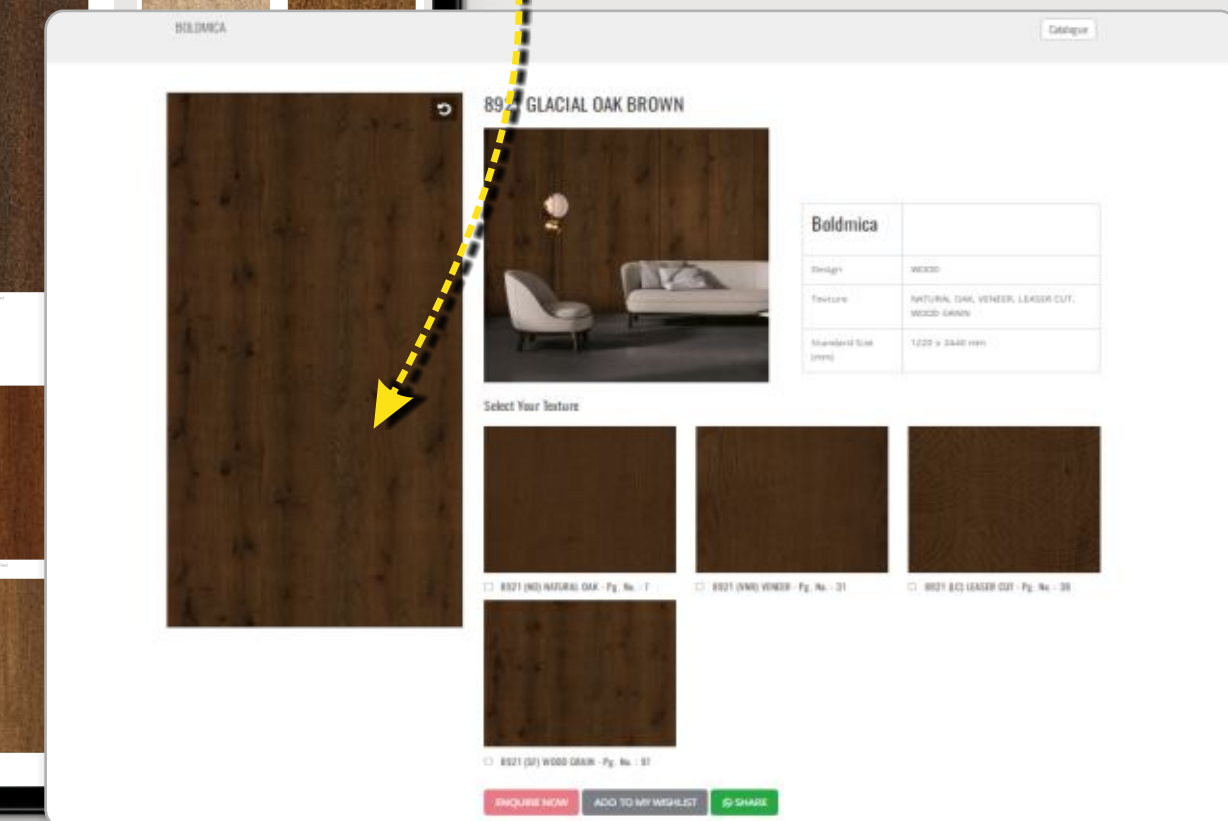 BOLDMICA
Catalogue
8921 GLACIAL OAK BROWN
Boldmica
Design WOOD
Texture NATURAL OAK, VENEER, LEASER CUT,
WOOD GRAIN
Standard Size
(mm) 1220 x 2440 mm
Select Your Texture
8921 (NO) NATURAL OAK - Pg. No. - 7
8921 (VNR) VENEER - Pg. No. - 31
8921 (LC) LEASER CUT - Pg. No. - 38
8921 (SF) WOOD GRAIN - Pg. No. - 97
ENQUIRE NOW
ADD TO MY WISHLIST
SHARE